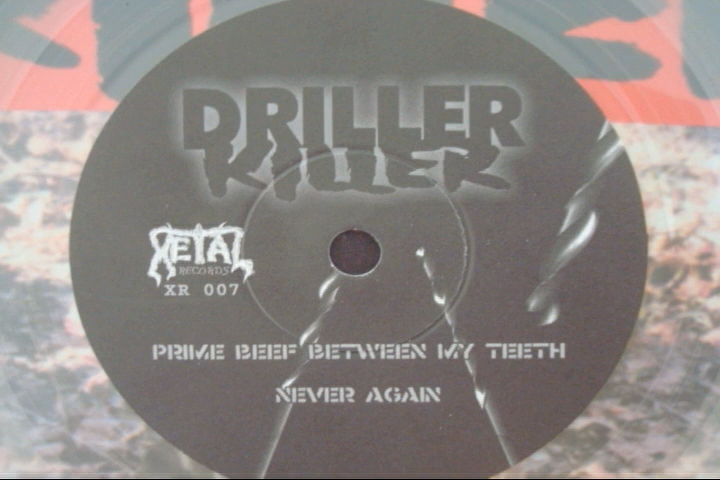 DRILLER
KILLER
XETAL
RECORDS
XR 007
PRIME BEEF BETWEEN MY TEETH
NEVER AGAIN